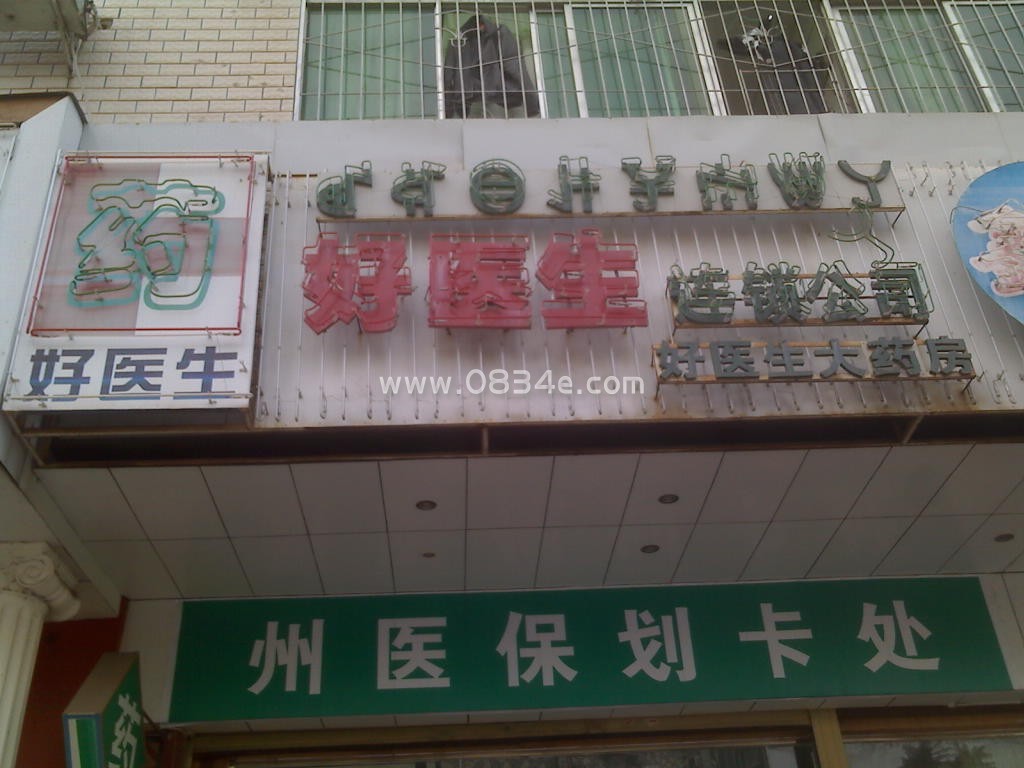 药
好医生
好医生
连锁公司
好医生大药房
www.0834e.com
州医保划卡处
药